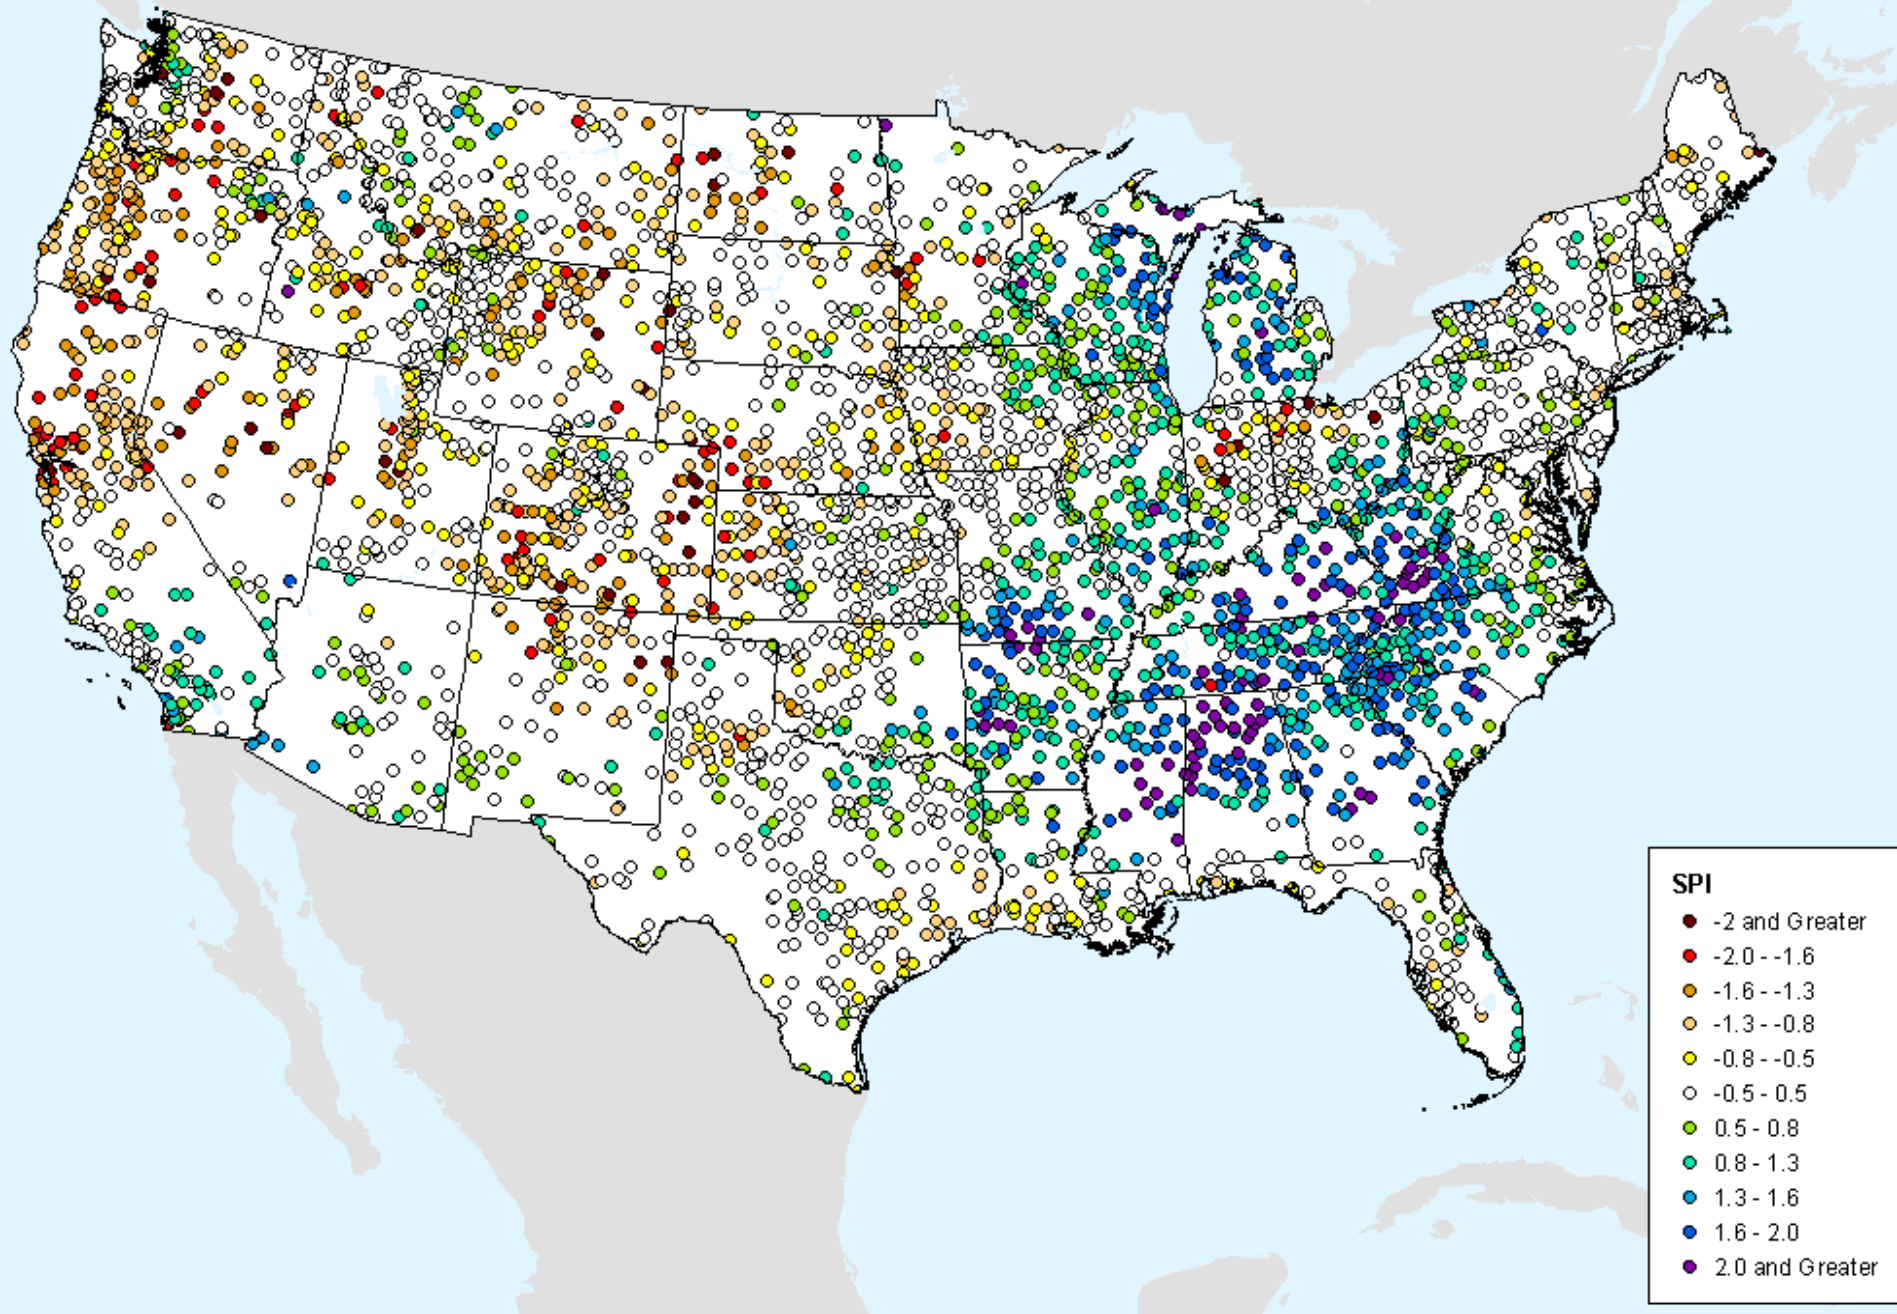 SPI
-2 and Greater
-2.0 - -1.6
-1.6 - -1.3
-1.3 - -0.8
-0.8 - -0.5
-0.5 - 0.5
0.5 - 0.8
0.8 - 1.3
1.3 - 1.6
1.6 - 2.0
2.0 and Greater